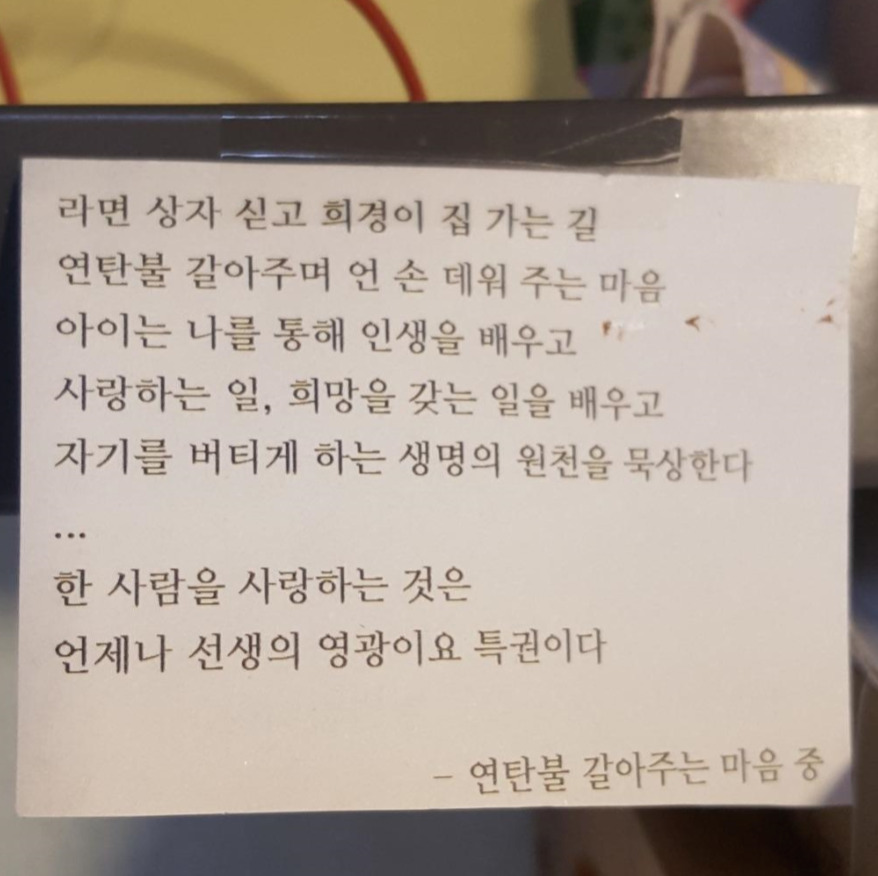 라면 상자 싣고 희경이 집 가는 길
연탄불 갈아주며 언 손 데워 주는 마음
아이는 나를 통해 인생을 배우고
사랑하는 일, 희망을 갖는 일을 배우고
자기를 버티게 하는 생명의 원천을 묵상한다
...
한 사람을 사랑하는 것은
언제나 선생의 영광이요 특권이다
– 연탄불 갈아주는 마음 중